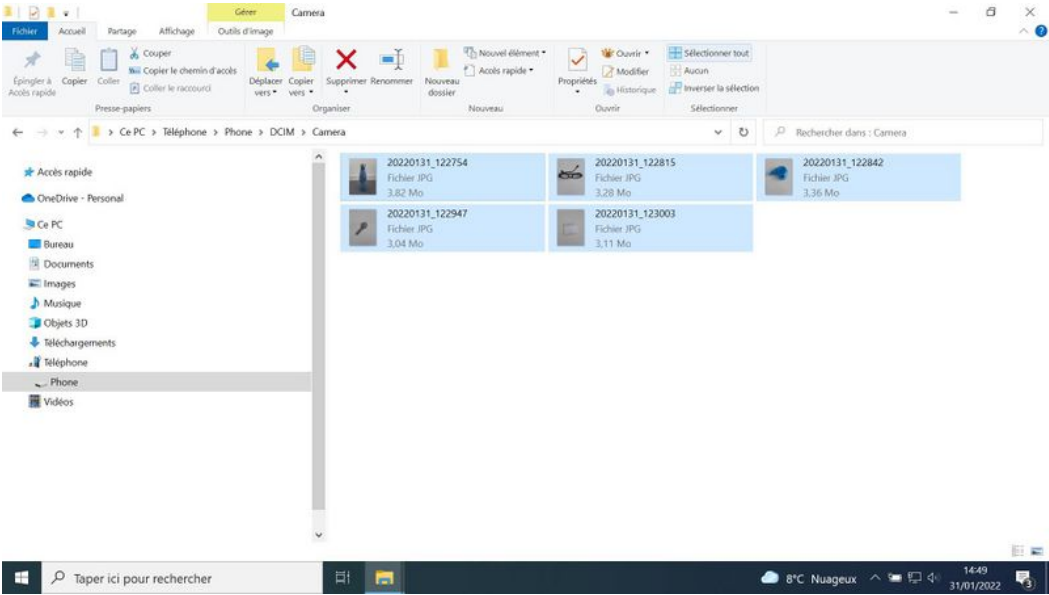 Gérer Camera
Fichier Accueil Partage Affichage Outils d'image
Épingler à Accès rapide
Copier
Coller
Couper
Copier le chemin d'accès
Coller le raccourci
Presse-papiers
Déplacer vers
Copier vers
Supprimer
Renommer
Organiser
Nouveau dossier
Nouvel élément
Accès rapide
Nouveau
Propriétés
Ouvrir
Modifier
Historique
Ouvrir
Sélectionner tout
Aucun
Inverser la sélection
Sélectionner
Ce PC > Téléphone > Phone > DCIM > Camera
Rechercher dans : Camera
Accès rapide
OneDrive - Personal
Ce PC
Bureau
Documents
Images
Musique
Objets 3D
Téléchargements
Téléphone
Phone
Vidéos
20220131_122754
Fichier JPG
3,82 Mo
20220131_122815
Fichier JPG
3,28 Mo
20220131_122842
Fichier JPG
3,36 Mo
20220131_122947
Fichier JPG
3,04 Mo
20220131_123003
Fichier JPG
3,11 Mo
Taper ici pour rechercher
8°C Nuageux
14:49
31/01/2022
3